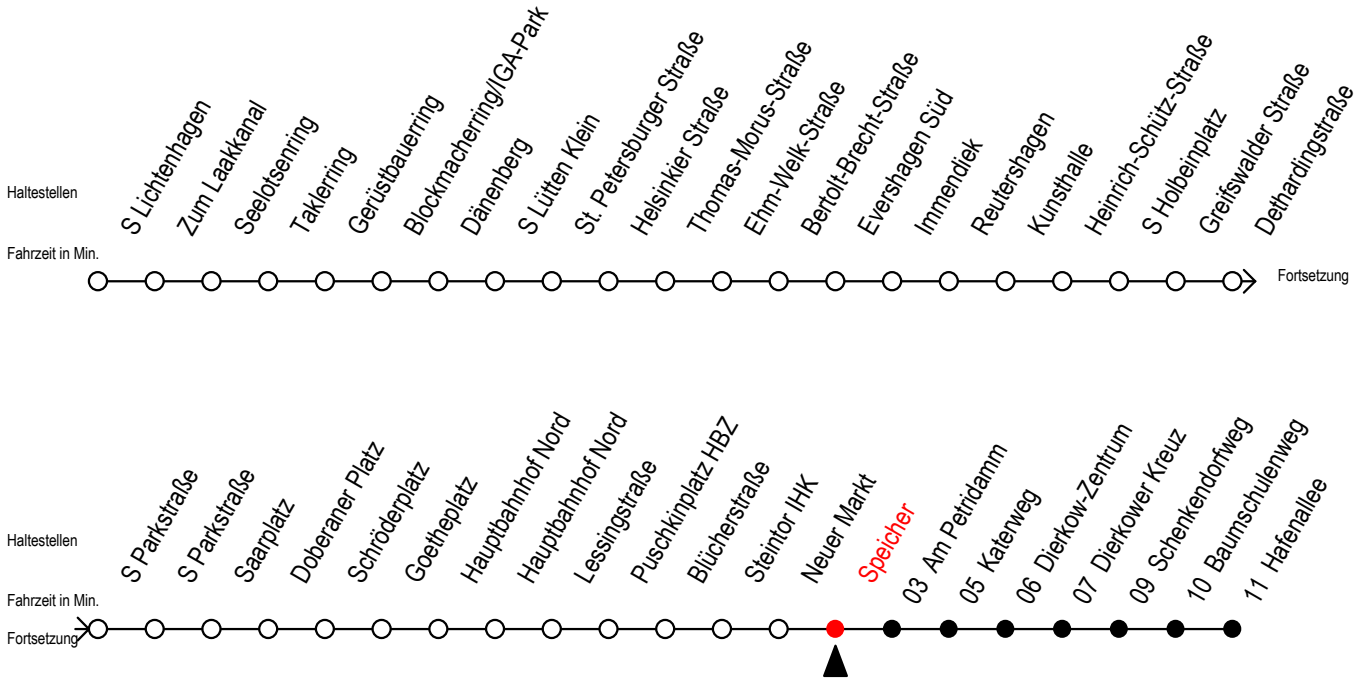 Haltestellen
S Lichtenhagen
Zum Laakkanal
Seelotsenring
Taklerring
Gerüstbauerring
Blockmacherring/IGA-Park
Dänenberg
S Lütten Klein
St. Petersburger Straße
Helsinkier Straße
Thomas-Morus-Straße
Ehm-Welk-Straße
Bertolt-Brecht-Straße
Evershagen Süd
Immendiek
Reutershagen
Kunsthalle
Heinrich-Schütz-Straße
S Holbeinplatz
Greifswalder Straße
Dethardingstraße
Fahrzeit in Min.
Fortsetzung
Haltestellen
S Parkstraße
S Parkstraße
Saarplatz
Doberaner Platz
Schröderplatz
Goetheplatz
Hauptbahnhof Nord
Hauptbahnhof Nord
Lessingstraße
Puschkinplatz HBZ
Blücherstraße
Steintor IHK
Neuer Markt
Speicher
03 Am Petridamm
05 Katenweg
06 Dierkow-Zentrum
07 Dierkower Kreuz
09 Schenkendorfweg
10 Baumschulenweg
11 Hafenallee
Fahrzeit in Min.
Fortsetzung